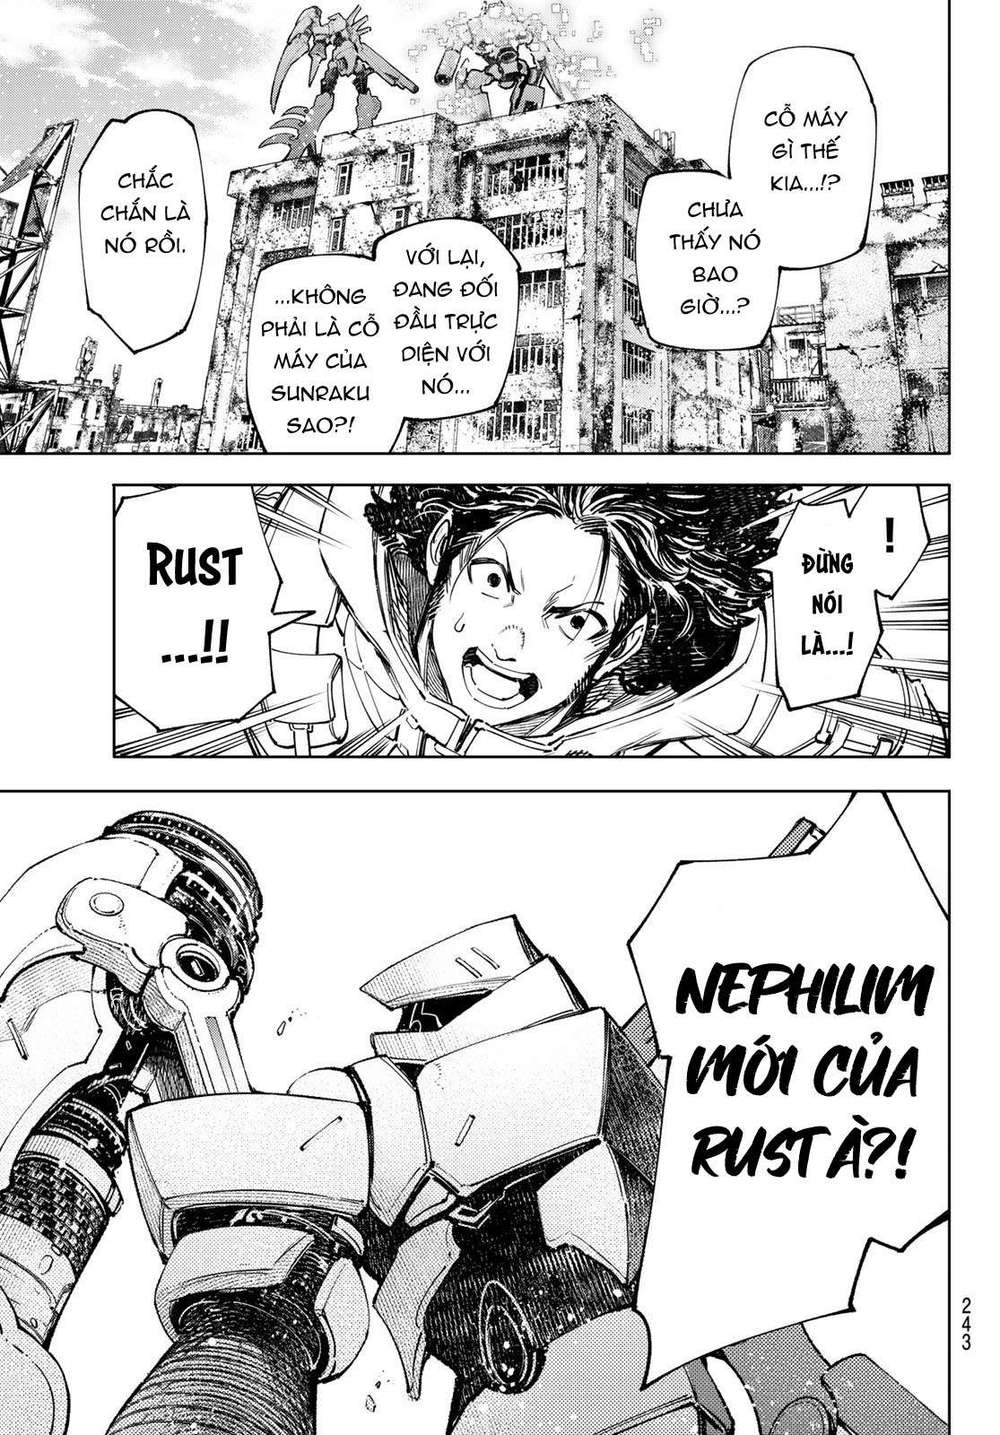 CỖ MÁY
GÌ THẾ
KIA...!?
CHƯA
THẤY NÓ
BAO
GIỜ...?
VỚI LẠI,
ĐANG ĐỐI
ĐẦU TRỰC
DIỆN VỚI
NÓ...
...KHÔNG
PHẢI LÀ CỖ
MÁY CỦA
SUNRAKU
SAO?!
CHẮC
CHẮN LÀ
NÓ RỒI.
!
ĐỪNG
NÓI
LÀ...!
RUST
...!!
NEPHILIM
MỚI CỦA
RUST À?!
243